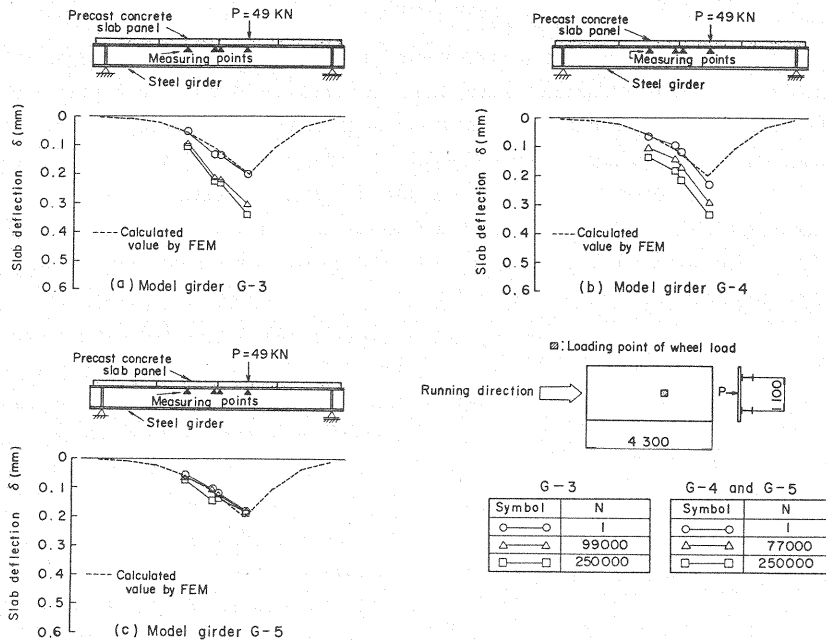 Precast concrete slab panel
P = 49 KN
Measuring points
Steel girder
Slab deflection δ (mm)
0
0.1
0.2
0.3
0.4
0.5
0.6
Calculated value by FEM
(a) Model girder G-3
Precast concrete slab panel
P = 49 KN
Measuring points
Steel girder
Slab deflection δ (mm)
0
0.1
0.2
0.3
0.4
0.5
0.6
Calculated value by FEM
(b) Model girder G-4
Precast concrete slab panel
P = 49 KN
Measuring points
Steel girder
Slab deflection δ (mm)
0
0.1
0.2
0.3
0.4
0.5
0.6
Calculated value by FEM
(c) Model girder G-5
: Loading point of wheel load
Running direction
P
1 100
4 300
G-3
Symbol N
1
99000
250000
G-4 and G-5
Symbol N
1
77000
250000